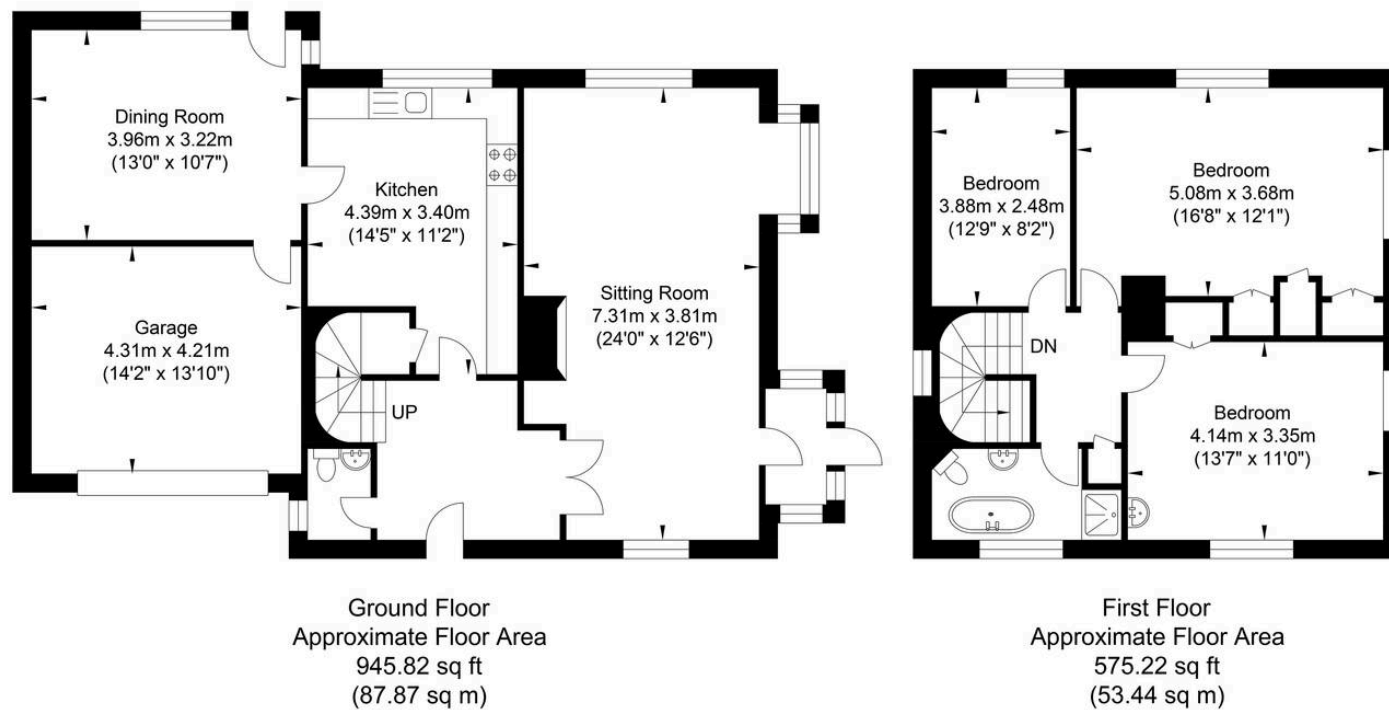 Dining Room
3.96m x 3.22m
(13'0" x 10'7")
Kitchen
4.39m x 3.40m
(14'5" x 11'2")
Garage
4.31m x 4.21m
(14'2" x 13'10")
Sitting Room
7.31m x 3.81m
(24'0" x 12'6")
UP
Ground Floor
Approximate Floor Area
945.82 sq ft
(87.87 sq m)
Bedroom
3.88m x 2.48m
(12'9" x 8'2")
Bedroom
5.08m x 3.68m
(16'8" x 12'1")
DN
Bedroom
4.14m x 3.35m
(13'7" x 11'0")
First Floor
Approximate Floor Area
575.22 sq ft
(53.44 sq m)